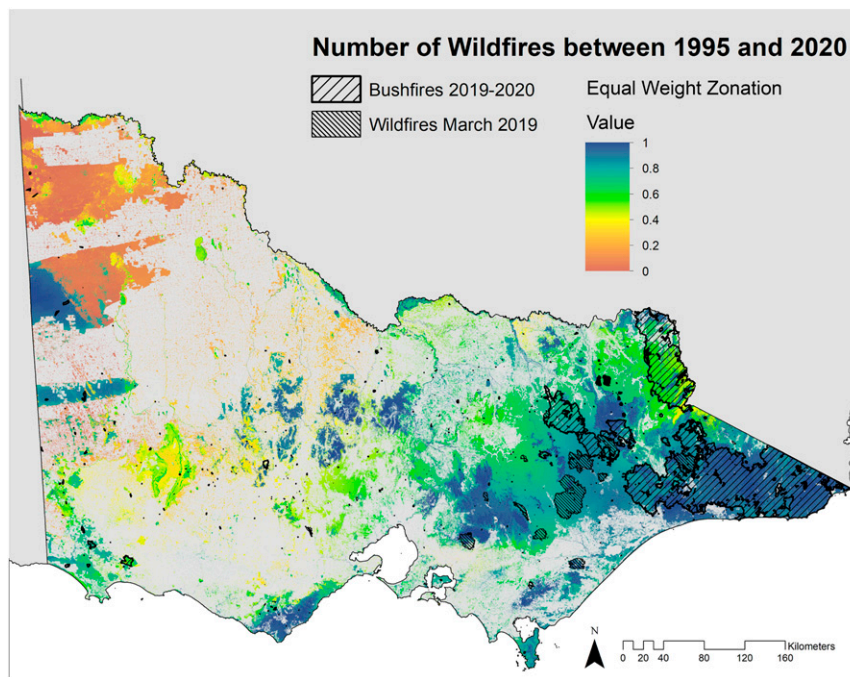 Number of Wildfires between 1995 and 2020
Bushfires 2019-2020
Wildfires March 2019
Equal Weight Zonation
Value
1
0.8
0.6
0.4
0.2
0
N
Kilometers
0 10 20 40 80 120 160